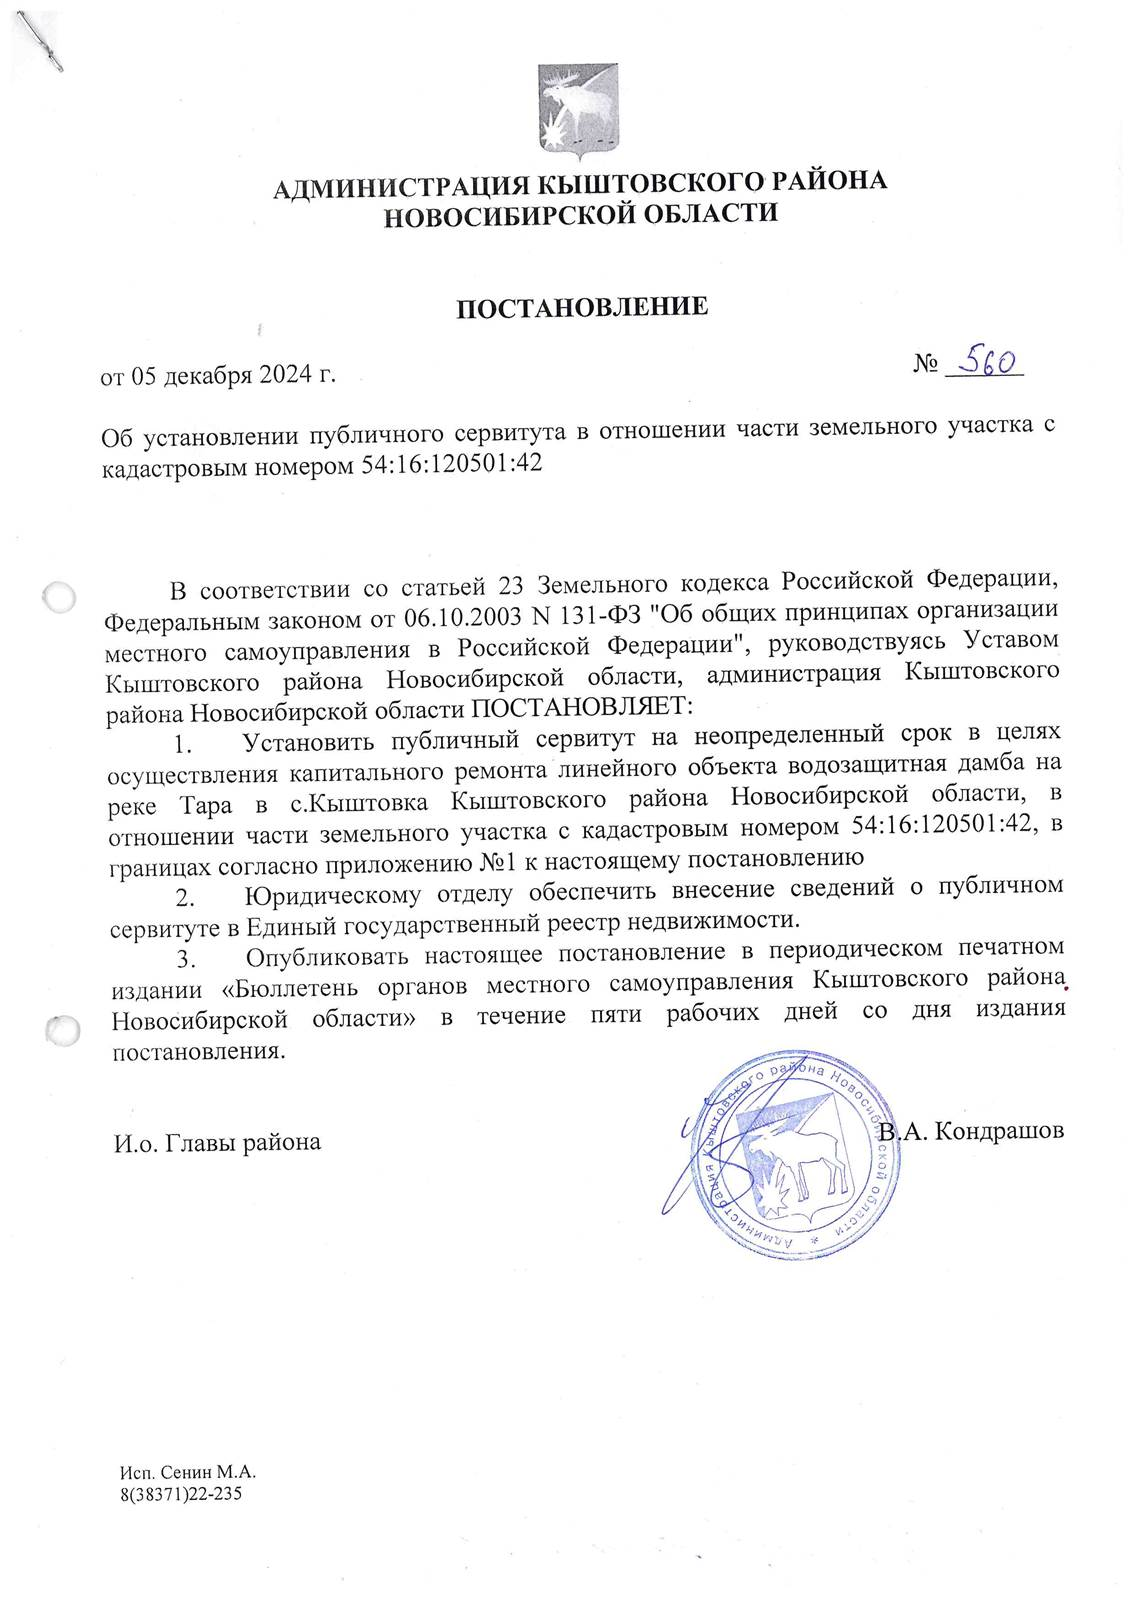 АДМИНИСТРАЦИЯ КЫШТОВСКОГО РАЙОНА
НОВОСИБИРСКОЙ ОБЛАСТИ
ПОСТАНОВЛЕНИЕ
от 05 декабря 2024 г. № 560
Об установлении публичного сервитута в отношении части земельного участка с
кадастровым номером 54:16:120501:42
В соответствии со статьей 23 Земельного кодекса Российской Федерации,
Федеральным законом от 06.10.2003 N 131-ФЗ "Об общих принципах организации
местного самоуправления в Российской Федерации", руководствуясь Уставом
Кыштовского района Новосибирской области, администрация Кыштовского
района Новосибирской области ПОСТАНОВЛЯЕТ:
1. Установить публичный сервитут на неопределенный срок в целях
осуществления капитального ремонта линейного объекта водозащитная дамба на
реке Тара в с.Кыштовка Кыштовского района Новосибирской области, в
отношении части земельного участка с кадастровым номером 54:16:120501:42, в
границах согласно приложению №1 к настоящему постановлению
2. Юридическому отделу обеспечить внесение сведений о публичном
сервитуте в Единый государственный реестр недвижимости.
3. Опубликовать настоящее постановление в периодическом печатном
издании «Бюллетень органов местного самоуправления Кыштовского района
Новосибирской области» в течение пяти рабочих дней со дня издания
постановления.
И.о. Главы района В.А. Кондрашов
Администрация Кыштовского района Новосибирской области *
Исп. Сенин М.А.
8(38371)22-235